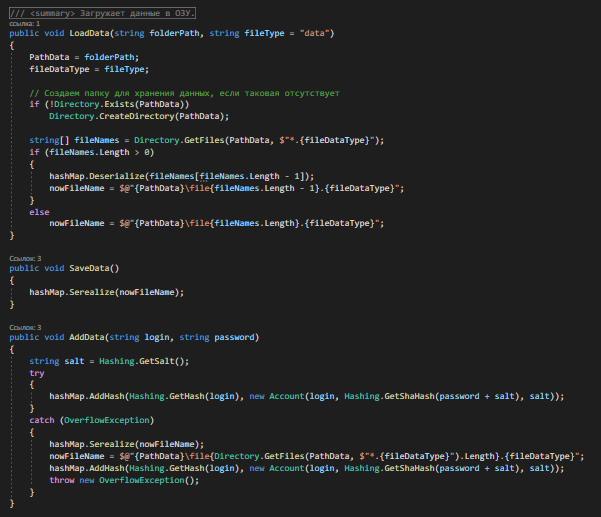 /// <summary> Загружает данные в ОЗУ.
ссылка: 1
public void LoadData(string folderPath, string fileType = "data")
{
    PathData = folderPath;
    fileDataType = fileType;

    // Создаем папку для хранения данных, если таковая отсутствует
    if (!Directory.Exists(PathData))
        Directory.CreateDirectory(PathData);

    string[] fileNames = Directory.GetFiles(PathData, $"*.{fileDataType}");
    if (fileNames.Length > 0)
    {
        hashMap.Deserialize(fileNames[fileNames.Length - 1]);
        nowFileName = $@"{PathData}\file{fileNames.Length - 1}.{fileDataType}";
    }
    else
        nowFileName = $@"{PathData}\file{fileNames.Length}.{fileDataType}";
}

Ссылок: 3
public void SaveData()
{
    hashMap.Serealize(nowFileName);
}

Ссылок: 3
public void AddData(string login, string password)
{
    string salt = Hashing.GetSalt();
    try
    {
        hashMap.AddHash(Hashing.GetHash(login), new Account(login, Hashing.GetShaHash(password + salt), salt));
    }
    catch (OverflowException)
    {
        hashMap.Serealize(nowFileName);
        nowFileName = $@"{PathData}\file{Directory.GetFiles(PathData, $"*.{fileDataType}").Length}.{fileDataType}";
        hashMap.AddHash(Hashing.GetHash(login), new Account(login, Hashing.GetShaHash(password + salt), salt));
        throw new OverflowException();
    }
}